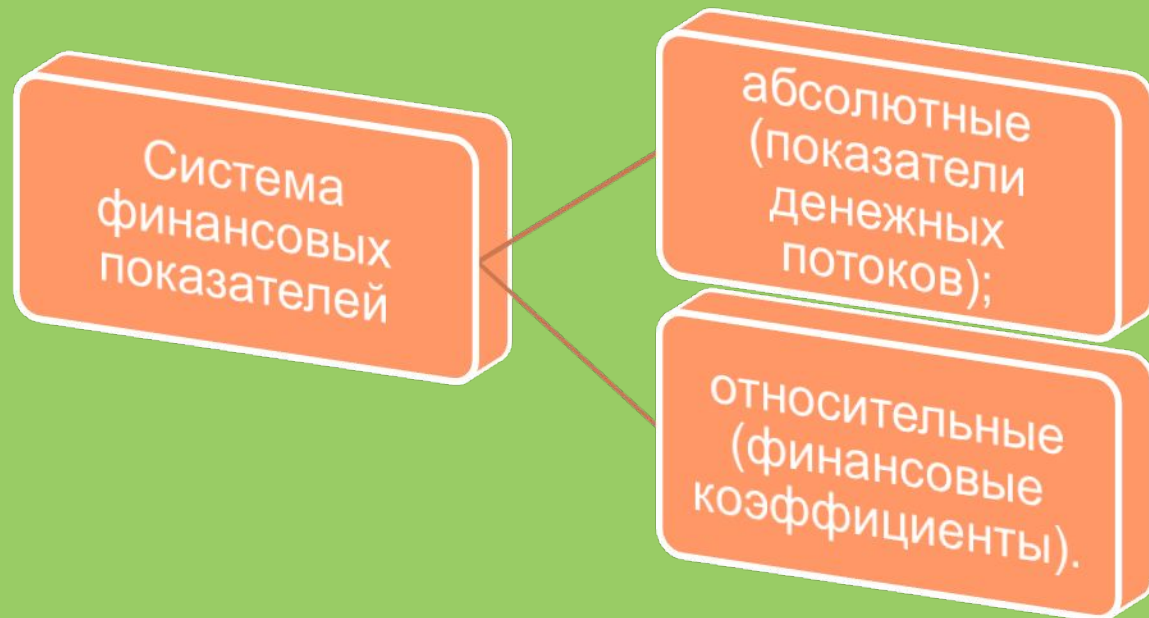 Система
финансовых
показателей
абсолютные
(показатели
денежных
потоков);
относительные
(финансовые
коэффициенты).